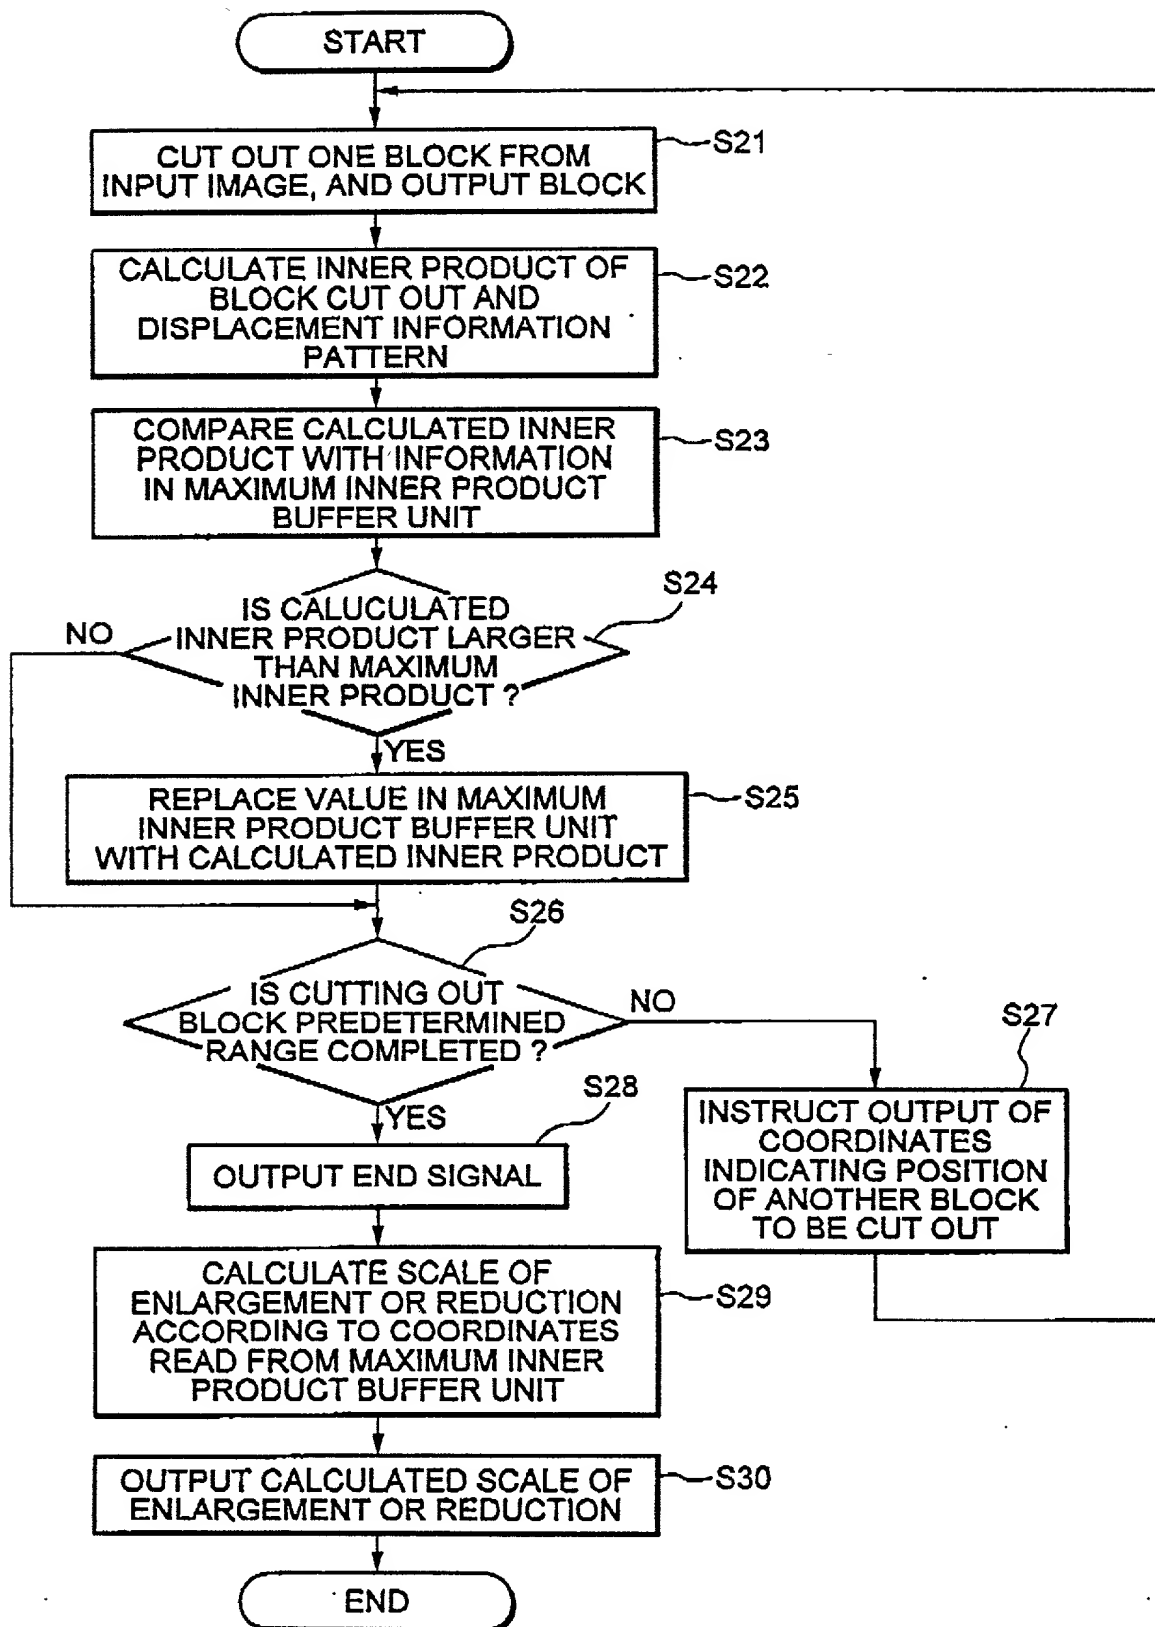 START
S21
CUT OUT ONE BLOCK FROM
INPUT IMAGE, AND OUTPUT BLOCK
S22
CALCULATE INNER PRODUCT OF
BLOCK CUT OUT AND
DISPLACEMENT INFORMATION
PATTERN
S23
COMPARE CALCULATED INNER
PRODUCT WITH INFORMATION
IN MAXIMUM INNER PRODUCT
BUFFER UNIT
S24
IS CALUCULATED
INNER PRODUCT LARGER
THAN MAXIMUM
INNER PRODUCT ?
NO
YES
S25
REPLACE VALUE IN MAXIMUM
INNER PRODUCT BUFFER UNIT
WITH CALCULATED INNER PRODUCT
S26
IS CUTTING OUT
BLOCK PREDETERMINED
RANGE COMPLETED ?
NO
YES
S27
INSTRUCT OUTPUT OF
COORDINATES
INDICATING POSITION
OF ANOTHER BLOCK
TO BE CUT OUT
S28
OUTPUT END SIGNAL
S29
CALCULATE SCALE OF
ENLARGEMENT OR REDUCTION
ACCORDING TO COORDINATES
READ FROM MAXIMUM INNER
PRODUCT BUFFER UNIT
S30
OUTPUT CALCULATED SCALE OF
ENLARGEMENT OR REDUCTION
END